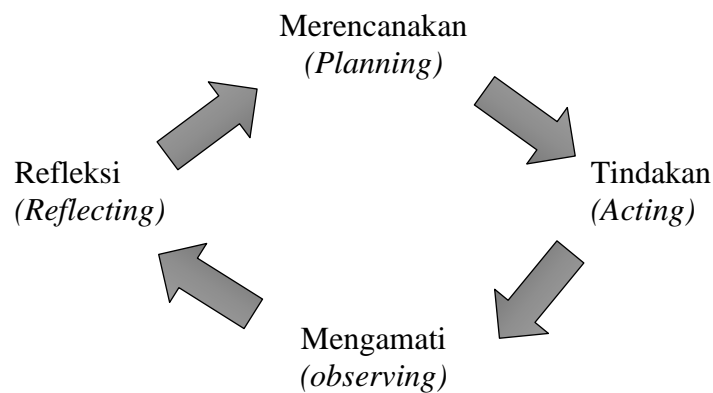 Merencanakan
(Planning)
Refleksi
(Reflecting)
Tindakan
(Acting)
Mengamati
(observing)